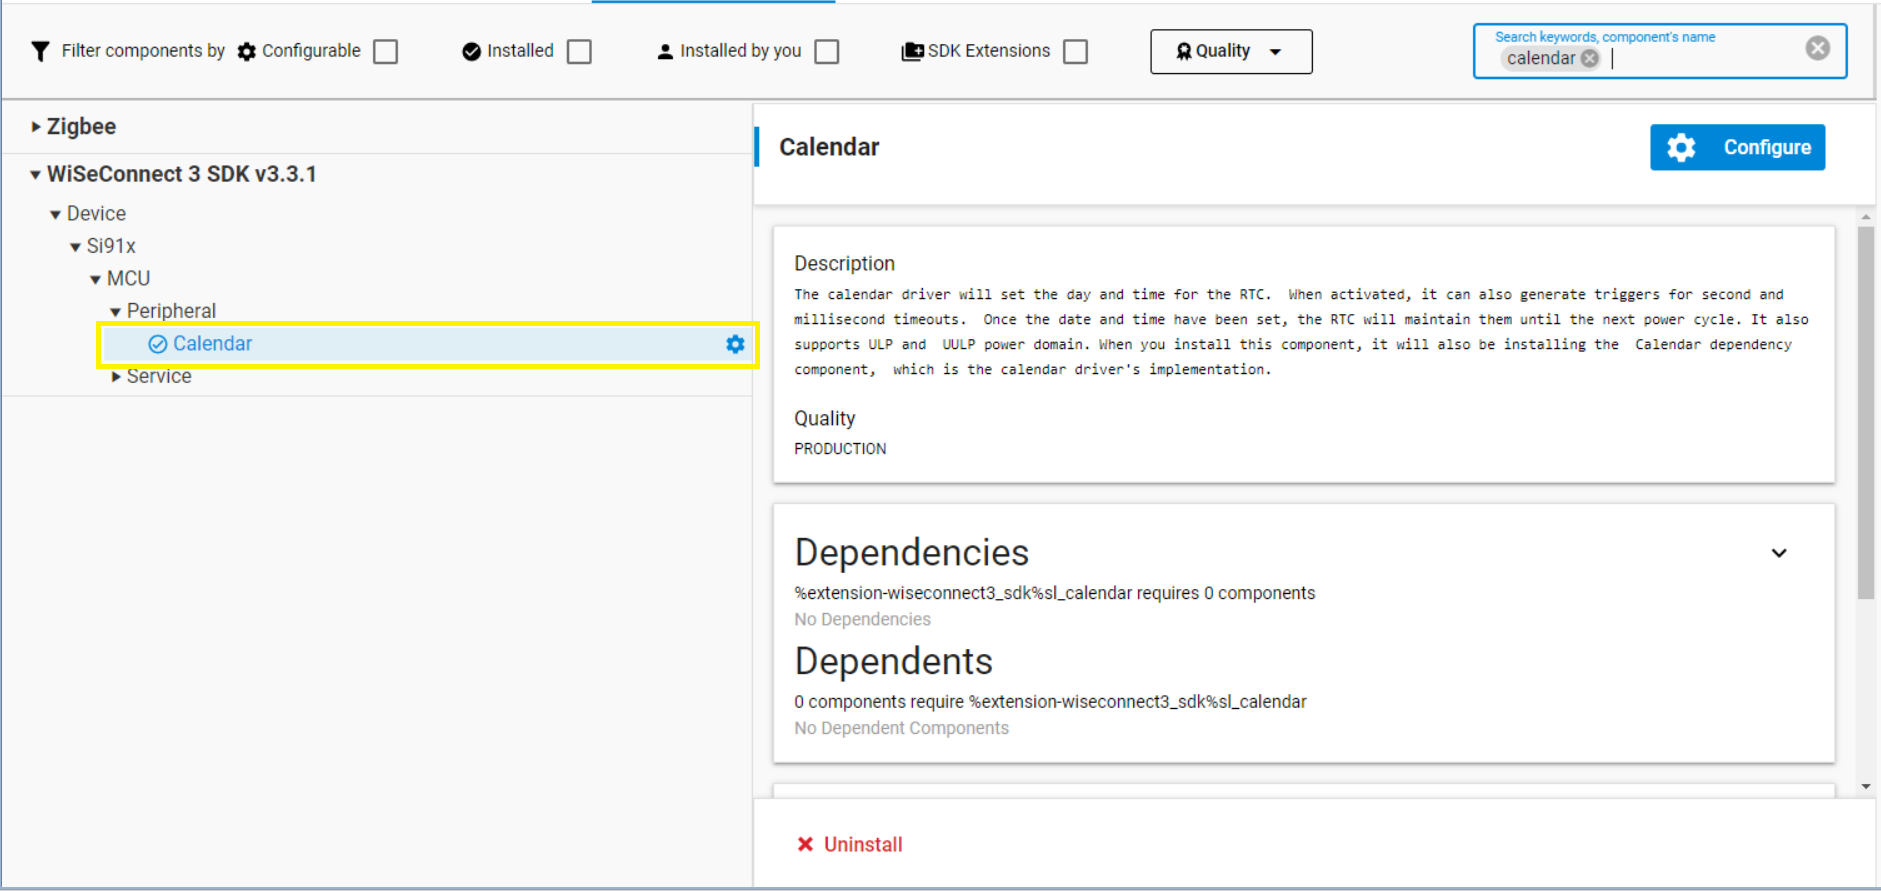 Filter components by Configurable Installed Installed by you SDK Extensions Quality
Search keywords, component's name
calendar
Zigbee
WiSeConnect 3 SDK v3.3.1
Device
Si91x
MCU
Peripheral
Calendar
Service
Calendar
Configure
Description
The calendar driver will set the day and time for the RTC.  When activated, it can also generate triggers for second and
millisecond timeouts.  Once the date and time have been set, the RTC will maintain them until the next power cycle. It also
supports ULP and  UULP power domain. When you install this component, it will also be installing the  Calendar dependency
component,  which is the calendar driver's implementation.
Quality
PRODUCTION
Dependencies
%extension-wiseconnect3_sdk%sl_calendar requires 0 components
No Dependencies
Dependents
0 components require %extension-wiseconnect3_sdk%sl_calendar
No Dependent Components
Uninstall